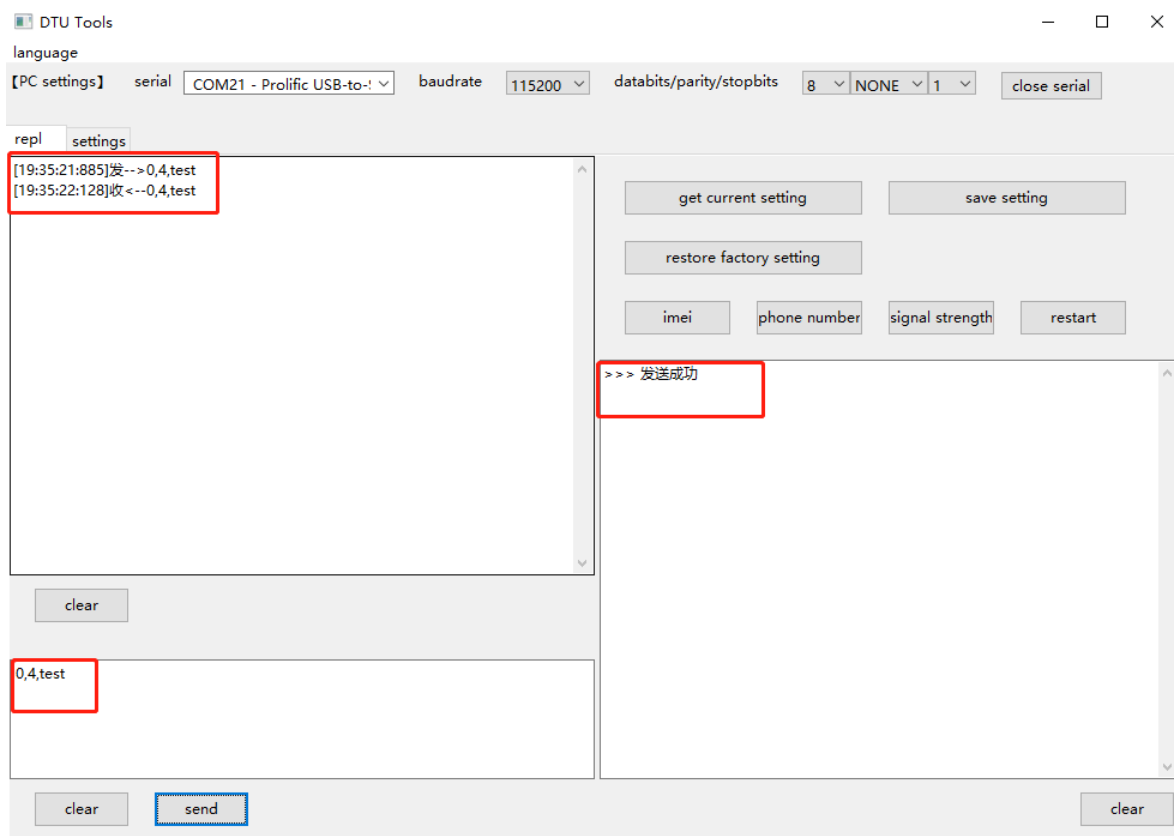 DTU Tools
language
【PC settings】 serial COM21 - Prolific USB-to-! baudrate 115200 databits/parity/stopbits 8 NONE 1 close serial
repl settings
[19:35:21:885]发-->0,4,test
[19:35:22:128]收<--0,4,test
get current setting save setting
restore factory setting
imei phone number signal strength restart
>>> 发送成功
clear
0,4,test
clear send clear